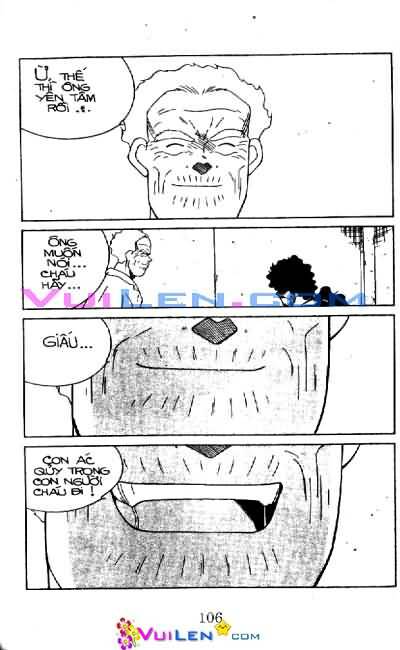 Ừ, THẾ
THÌ ÔNG
YÊN TÂM
RỒI...
ÔNG
MUỐN
NÓI...
CHÁU
HÃY...
VUILEN.COM
GIẤU...
CON ÁC
QUỶ TRONG
CON NGƯỜI
CHÁU ĐI !
106
VUILEN.COM